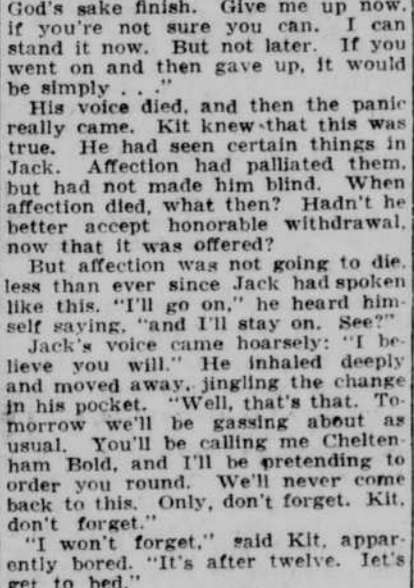 God's sake finish. Give me up now,
if you're not sure you can. I can
stand it now. But not later. If you
went on and then gave up, it would
be simply . . ."
His voice died, and then the panic
really came. Kit knew that this was
true. He had seen certain things in
Jack. Affection had palliated them,
but had not made him blind. When
affection died, what then? Hadn't he
better accept honorable withdrawal,
now that it was offered?
But affection was not going to die,
less than ever since Jack had spoken
like this. "I'll go on," he heard him-
self saying, "and I'll stay on. See?"
Jack's voice came hoarsely: "I be-
lieve you will." He inhaled deeply
and moved away, jingling the change
in his pocket. "Well, that's that. To-
morrow we'll be gassing about as
usual. You'll be calling me Chelten
ham Bold, and I'll be pretending to
order you round. We'll never come
back to this. Only, don't forget. Kit,
don't forget."
"I won't forget," said Kit, appar-
ently bored. "It's after twelve. Let's
get to bed."